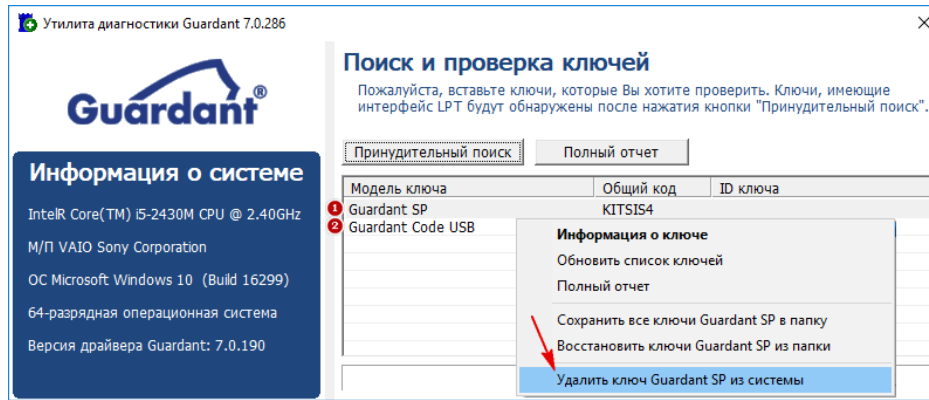 Утилита диагностики Guardant 7.0.286
Guardant®
Поиск и проверка ключей
Пожалуйста, вставьте ключи, которые Вы хотите проверить. Ключи, имеющие
интерфейс LPT будут обнаружены после нажатия кнопки "Принудительный поиск".
Принудительный поиск Полный отчет
Информация о системе
IntelR Core(TM) i5-2430M CPU @ 2.40GHz
М/П VAIO Sony Corporation
ОС Microsoft Windows 10 (Build 16299)
64-разрядная операционная система
Версия драйвера Guardant: 7.0.190
Модель ключа Общий код ID ключа
1 Guardant SP KITSIS4
2 Guardant Code USB
Информация о ключе
Обновить список ключей
Полный отчет
Сохранить все ключи Guardant SP в папку
Восстановить ключи Guardant SP из папки
Удалить ключ Guardant SP из системы